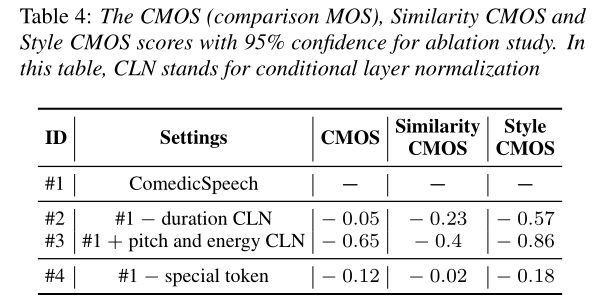 Table 4: The CMOS (comparison MOS), Similarity CMOS and
Style CMOS scores with 95% confidence for ablation study. In
this table, CLN stands for conditional layer normalization
ID | Settings | CMOS | Similarity CMOS | Style CMOS
#1 | ComedicSpeech | — | — | —
#2 | #1 − duration CLN | − 0.05 | − 0.23 | − 0.57
#3 | #1 + pitch and energy CLN | − 0.65 | − 0.4 | − 0.86
#4 | #1 − special token | − 0.12 | − 0.02 | − 0.18